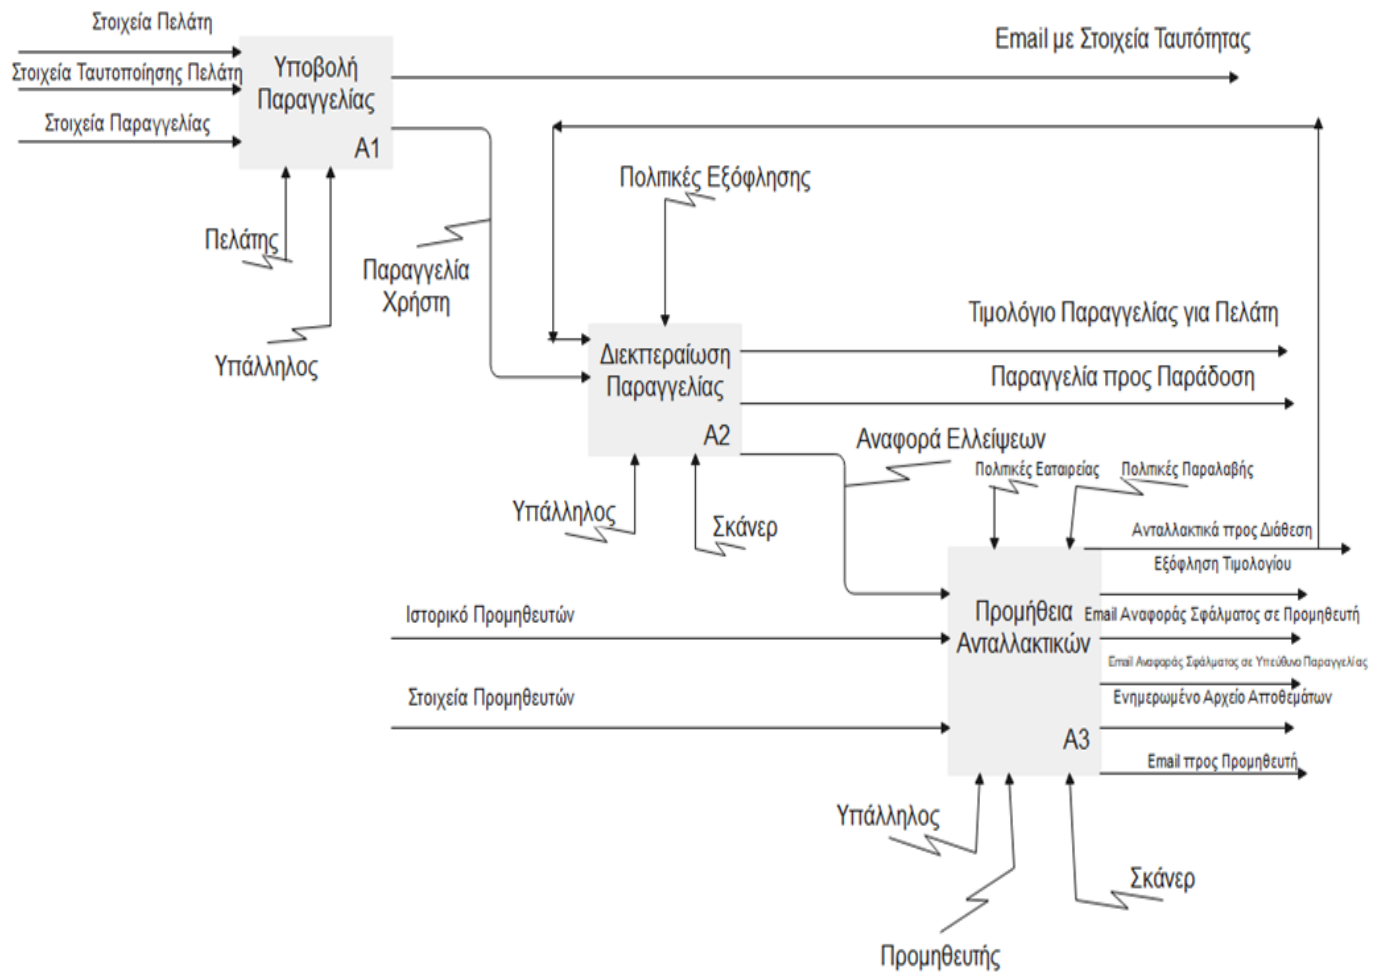 Στοιχεία Πελάτη
Στοιχεία Ταυτοποίησης Πελάτη
Στοιχεία Παραγγελίας
Υποβολή
Παραγγελίας
A1
Email με Στοιχεία Ταυτότητας
Πολιτικές Εξόφλησης
Πελάτης
Παραγγελία
Χρήστη
Υπάλληλος
Διεκπεραίωση
Παραγγελίας
A2
Τιμολόγιο Παραγγελίας για Πελάτη
Παραγγελία προς Παράδοση
Αναφορά Ελλείψεων
Πολιτικές Εαταιρείας
Πολιτικές Παραλαβής
Υπάλληλος
Σκάνερ
Ανταλλακτικά προς Διάθεση
Εξόφληση Τιμολογίου
Ιστορικό Προμηθευτών
Προμήθεια
Ανταλλακτικών
A3
Email Αναφοράς Σφάλματος σε Προμηθευτή
Email Αναφοράς Σφάλματος σε Υπεύθυνο Παραγγελίας
Στοιχεία Προμηθευτών
Ενημερωμένο Αρχείο Αποθεμάτων
Email προς Προμηθευτή
Υπάλληλος
Σκάνερ
Προμηθευτής